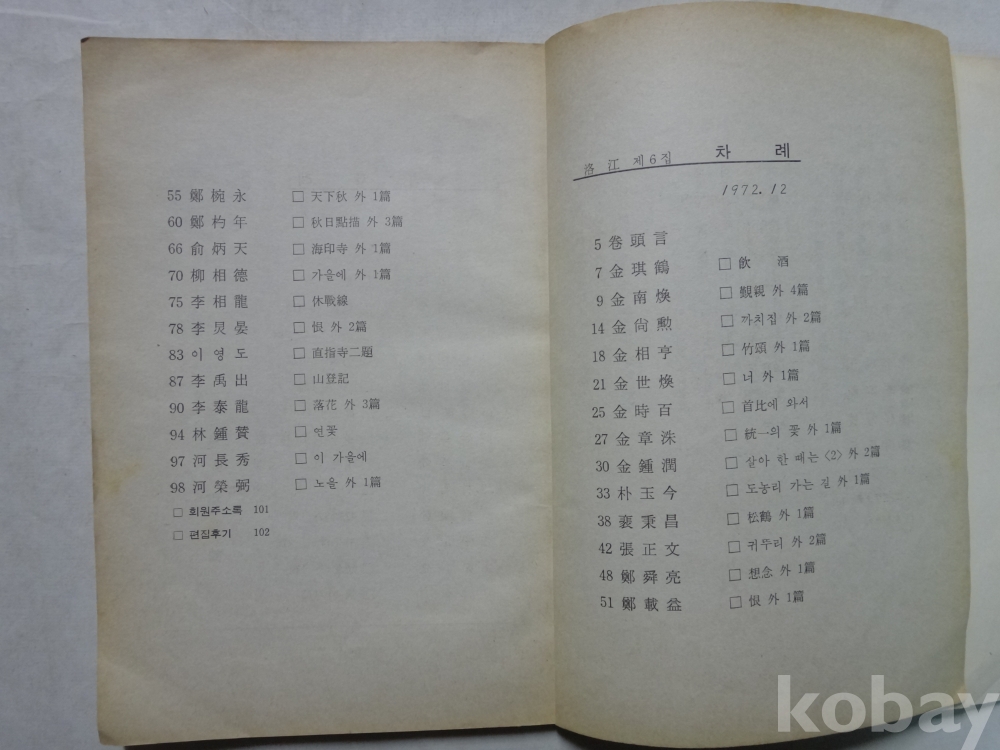 洛江 제6집 차 례
1972.12
5 卷頭言
7 金琪鶴 □ 飮 酒
9 金南煥 □ 觀親 外 4篇
14 金尙勲 □ 까치집 外 2篇
18 金相亨 □ 竹頌 外 1篇
21 金世煥 □ 너 外 1篇
25 金時百 □ 首比에 와서
27 金章洙 □ 統一의 꽃 外 1篇
30 金鍾潤 □ 살아 한 때는 〈2〉 外 2篇
33 朴玉今 □ 도농리 가는 길 外 1篇
38 裵秉昌 □ 松鶴 外 1篇
42 張正文 □ 귀뚜리 外 2篇
48 鄭舜亮 □ 想念 外 1篇
51 鄭載益 □ 恨 外 1篇
55 鄭椀永 □ 天下秋 外 1篇
60 鄭杓年 □ 秋日點描 外 3篇
66 俞炳天 □ 海印寺 外 1篇
70 柳相德 □ 가을에 外 1篇
75 李相龍 □ 休戰線
78 李炅晏 □ 恨 外 2篇
83 이영도 □ 直指寺二題
87 李禹出 □ 山登記
90 李泰龍 □ 落花 外 3篇
94 林鍾贊 □ 연꽃
97 河長秀 □ 이 가을에
98 河榮弼 □ 노을 外 1篇
□ 회원주소록 101
□ 편집후기 102
kobay